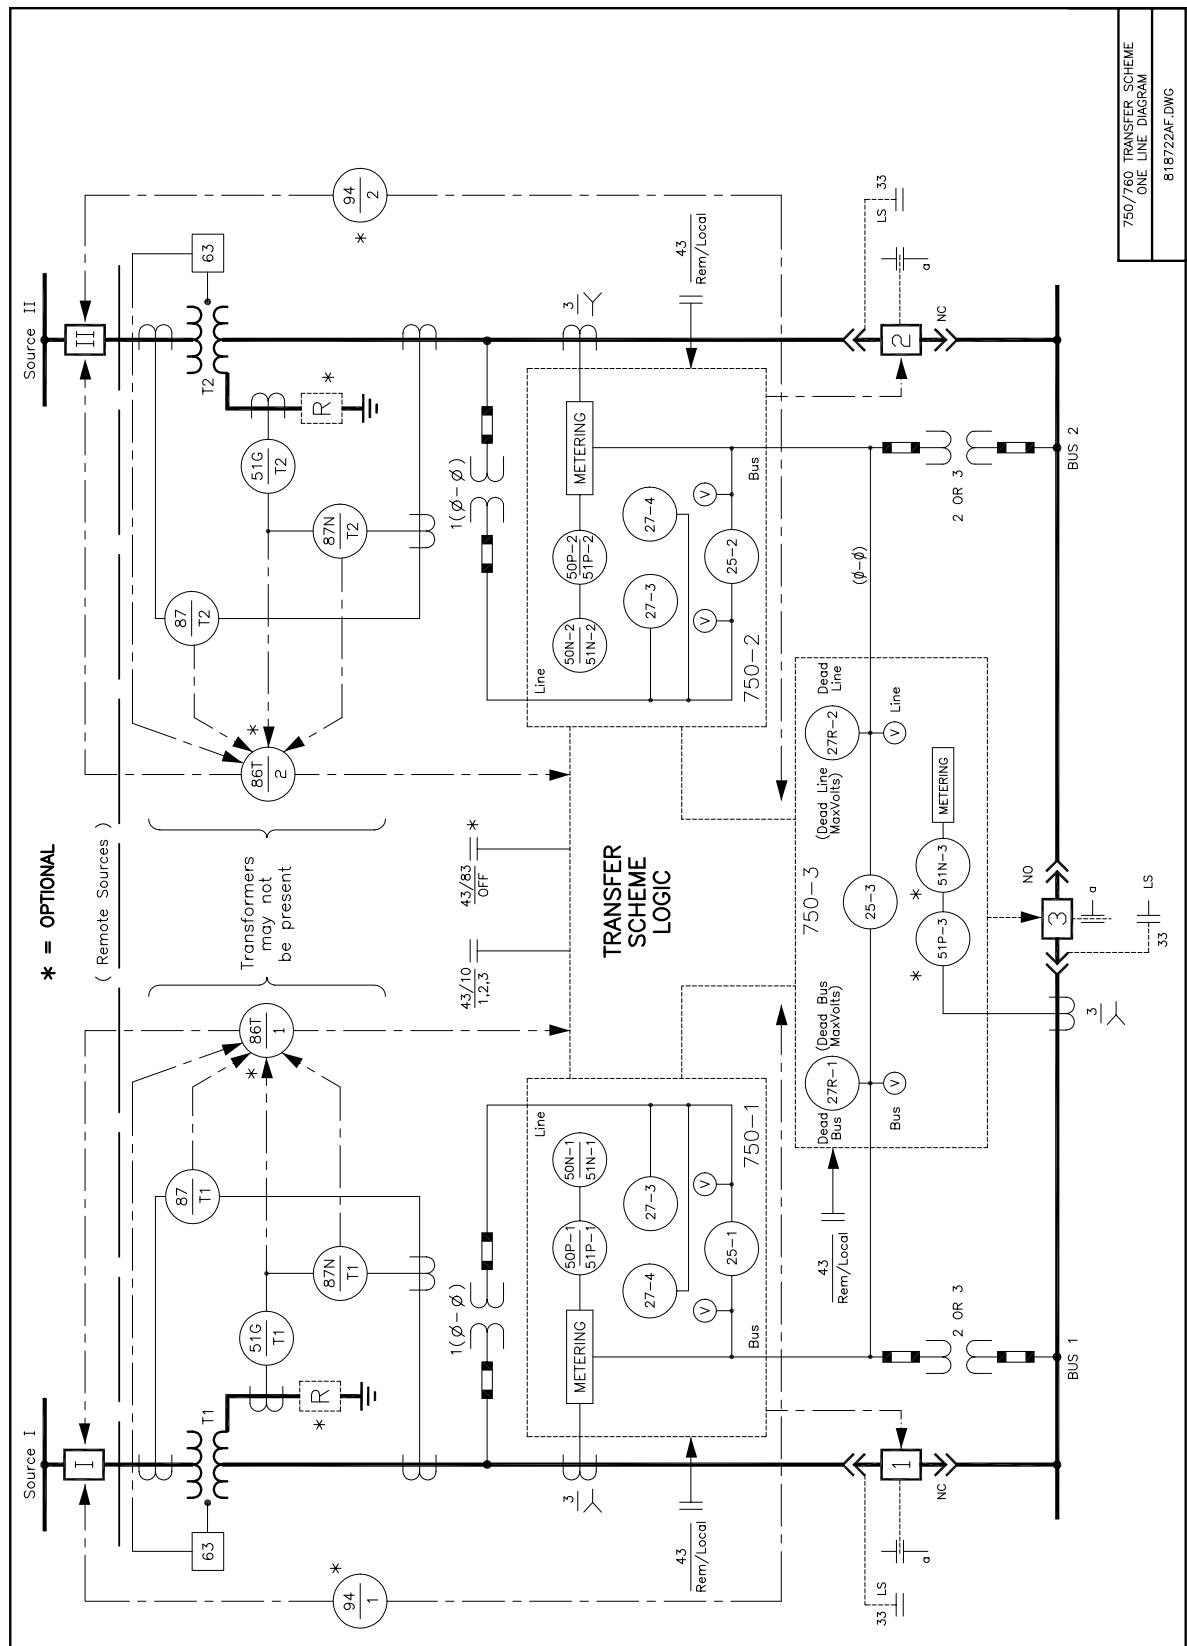 Source I
Source II
* = OPTIONAL
I
II
( Remote Sources )
94
1
*
94
2
*
63
T1
63
T2
R
*
R
*
51G
T1
87N
T1
87
T1
86T
1
*
Transformers
may not
be present
86T
2
*
87
T2
87N
T2
51G
T2
1(Ø-Ø)
1(Ø-Ø)
43/10
1,2,3
43/83
OFF
*
3
3
Line
Line
METERING
50P-1
51P-1
50N-1
51N-1
50N-2
51N-2
50P-2
51P-2
METERING
TRANSFER
SCHEME
LOGIC
27-4
27-3
27-3
27-4
43
Rem/Local
43
Rem/Local
V
V
V
V
25-1
25-2
Bus
750-1
750-2
Bus
750-3
43
Rem/Local
Dead
Bus
27R-1
(Dead Bus
MaxVolts)
(Dead Line
MaxVolts)
27R-2
Dead
Line
25-3
(Ø-Ø)
Bus
V
V
Line
33
LS
LS
33
1
2
a
a
NC
NC
*
51P-3
*
51N-3
METERING
2 OR 3
2 OR 3
3
3
NO
a
BUS 1
BUS 2
33
LS
750/760 TRANSFER SCHEME
ONE LINE DIAGRAM
818722AF.DWG